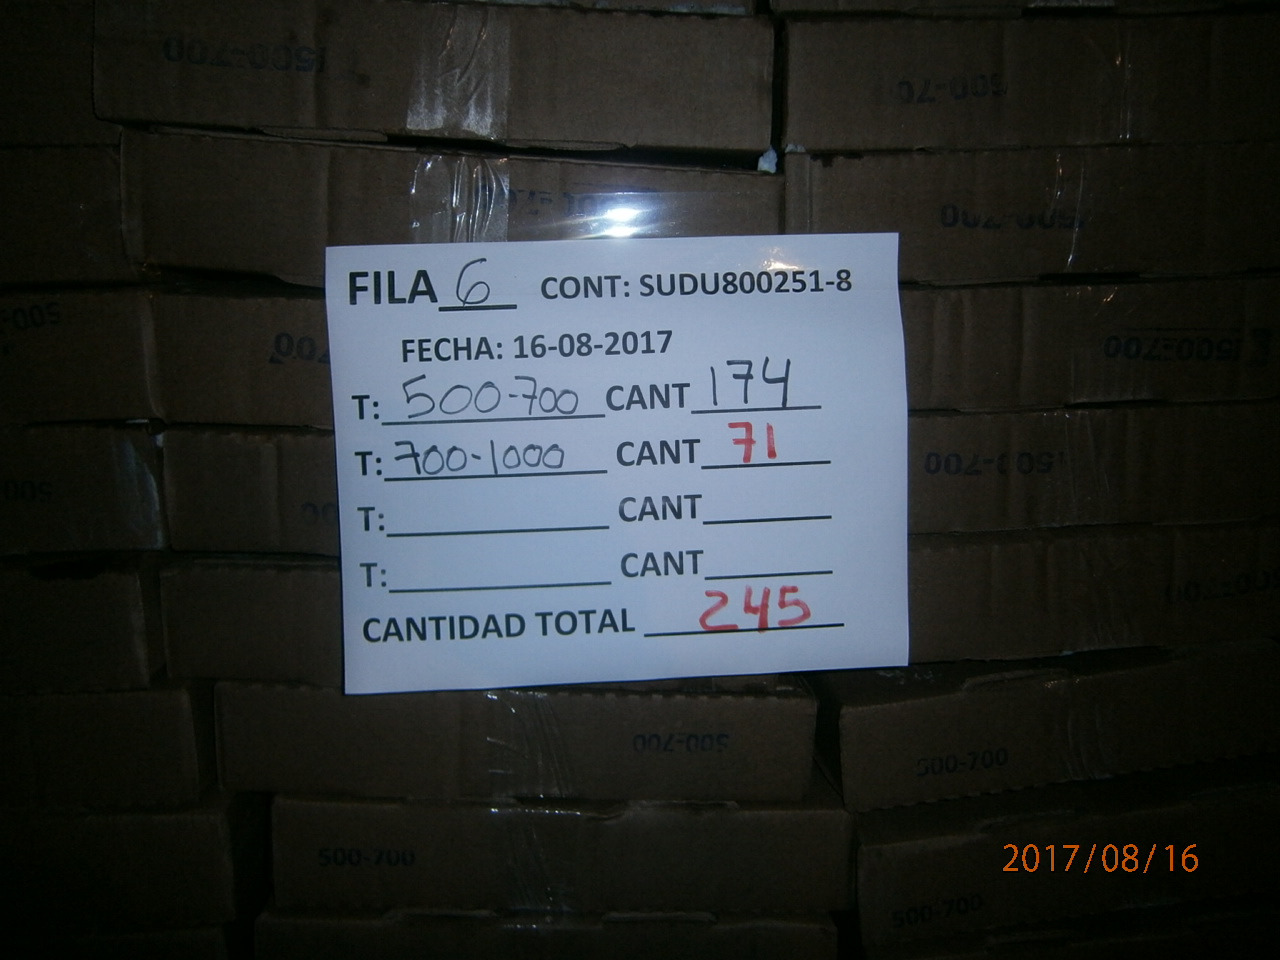 FILA 6 CONT: SUDU800251-8
FECHA: 16-08-2017
T: 500-700 CANT 174
T: 700-1000 CANT 71
T: CANT
T: CANT
CANTIDAD TOTAL 245
500-700
500-700
500-700
500-700
2017/08/16